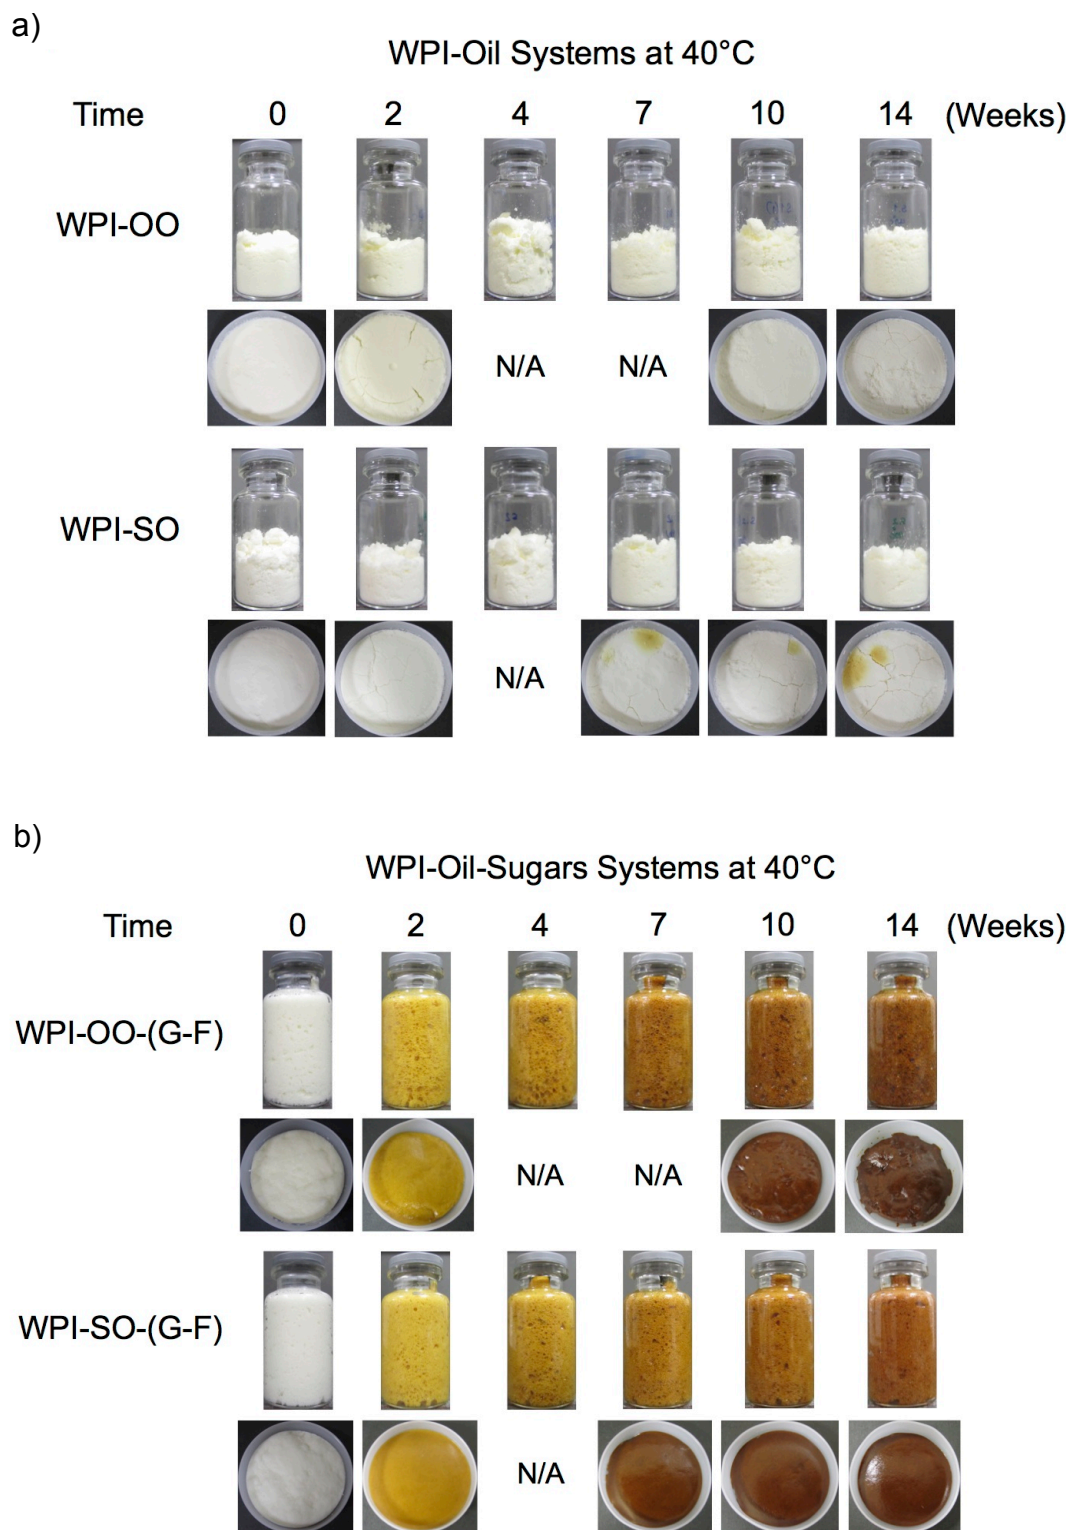 a)
WPI-Oil Systems at 40°C
Time 0 2 4 7 10 14 (Weeks)
WPI-OO
N/A N/A
WPI-SO
N/A
b)
WPI-Oil-Sugars Systems at 40°C
Time 0 2 4 7 10 14 (Weeks)
WPI-OO-(G-F)
N/A N/A
WPI-SO-(G-F)
N/A